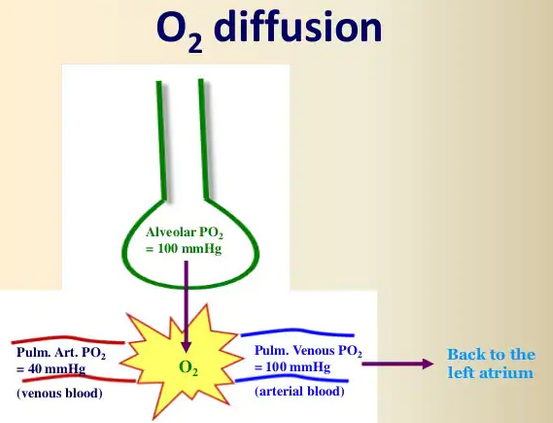 O2 diffusion
Alveolar PO2
= 100 mmHg
Pulm. Art. PO2
= 40 mmHg
(venous blood)
O2
Pulm. Venous PO2
= 100 mmHg
(arterial blood)
Back to the
left atrium